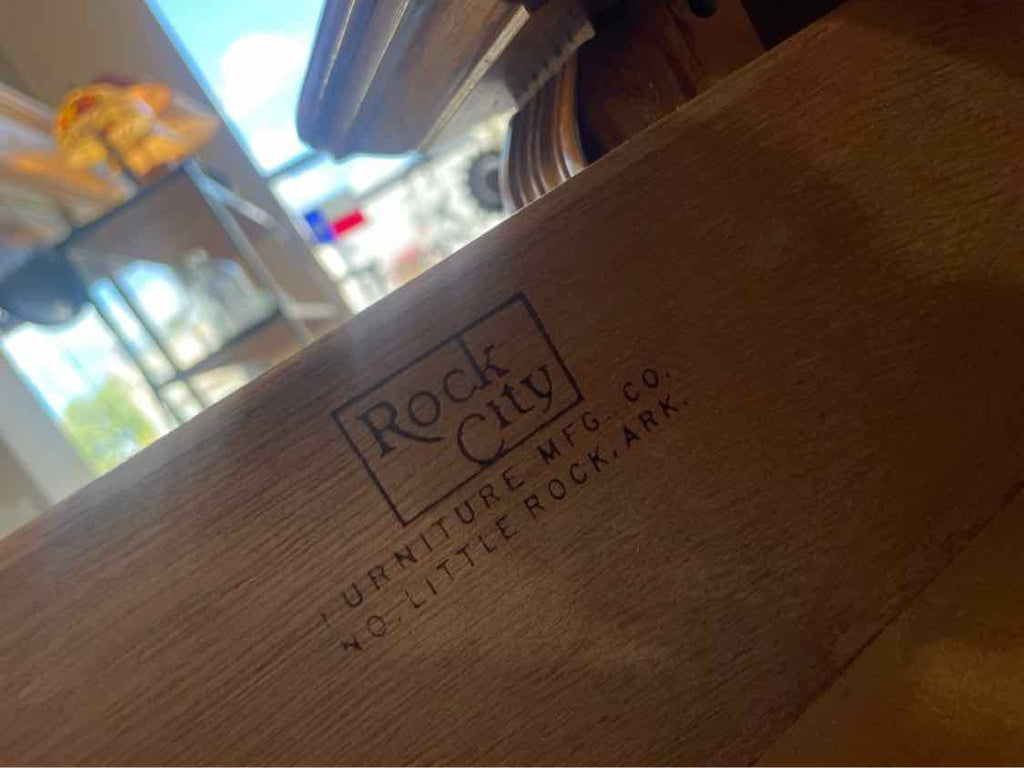 Rock
City
FURNITURE MFG. CO.
NO. LITTLE ROCK, ARK.